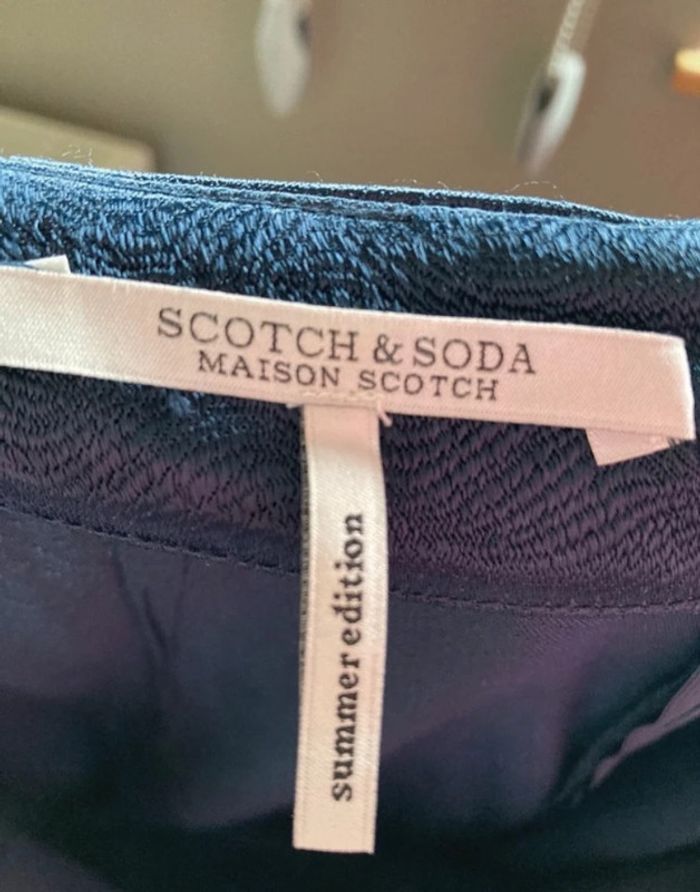 SCOTCH & SODA
MAISON SCOTCH
summer edition